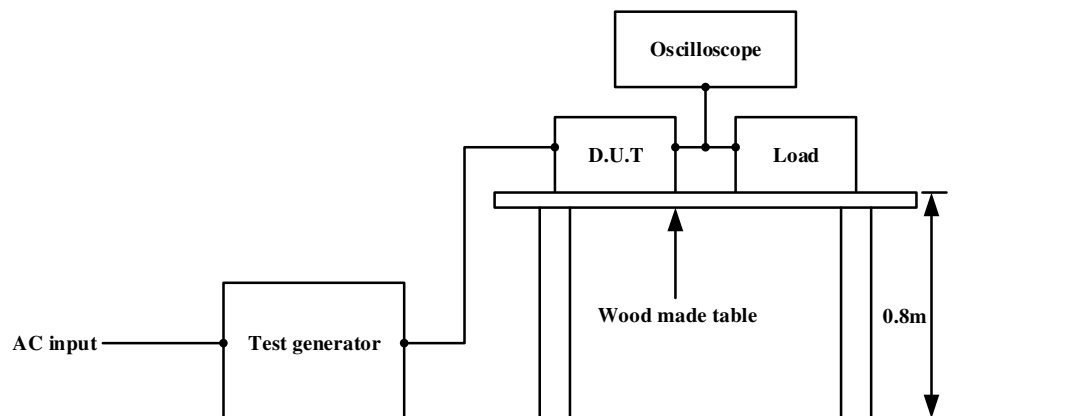 Oscilloscope
D.U.T
Load
Wood made table
0.8m
AC input
Test generator